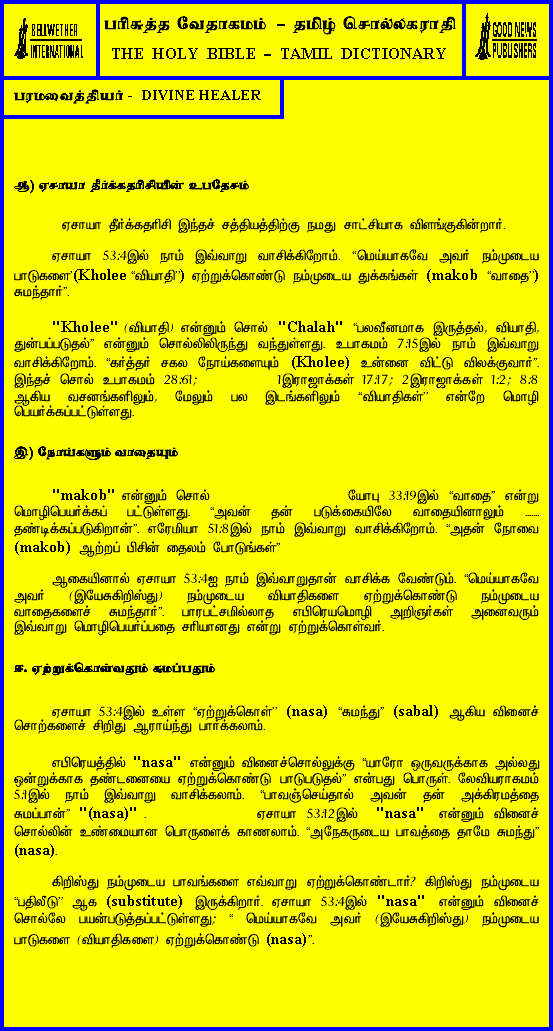 BELLWETHER
INTERNATIONAL
பரிசுத்த வேதாகமம் – தமிழ் சொல்லகராதி
THE HOLY BIBLE – TAMIL DICTIONARY
GOOD NEWS
PUBLISHERS
பரமவைத்தியர் - DIVINE HEALER
ஆ) ஏசாயா தீர்க்கதரிசியின் உபதேசம்
ஏசாயா தீர்க்கதரிசி இந்தச் சத்தியத்திற்கு நமது சாட்சியாக விளங்குகின்றார்.
ஏசாயா 53:4இல் நாம் இவ்வாறு வாசிக்கிறோம். “மெய்யாகவே அவர் நம்முடைய
பாடுகளை’(Kholee “வியாதி”) ஏற்றுக்கொண்டு நம்முடைய துக்கங்கள் (makob “வாதை”)
சுமந்தார்”.
"Kholee" (வியாதி) என்னும் சொல் "Chalah" “பலவீனமாக இருத்தல், வியாதி,
துன்பப்படுதல்” என்னும் சொல்லிலிருந்து வந்துள்ளது. உபாகமம் 7:15இல் நாம் இவ்வாறு
வாசிக்கிறோம். “கர்த்தர் சகல நோய்களையும் (Kholee) உன்னை விட்டு விலக்குவார்”.
இந்தச் சொல் உபாகமம் 28:61; 1இராஜாக்கள் 17:17; 2இராஜாக்கள் 1:2; 8:8
ஆகிய வசனங்களிலும், மேலும் பல இடங்களிலும் “வியாதிகள்” என்றே மொழி
பெயர்க்கப்பட்டுள்ளது.
இ) நோய்களும் வாதையும்
"makob" என்னும் சொல் யோபு 33:19இல் “வாதை” என்று
மொழிபெயர்க்கப் பட்டுள்ளது. “அவன் தன் படுக்கையிலே வாதையினாலும் .......
தண்டிக்கப்படுகிறான்”. எரேமியா 51:8இல் நாம் இவ்வாறு வாசிக்கிறோம். “அதன் நோவை
(makob) ஆற்றப் பிசின் தைலம் போடுங்கள்”
ஆகையினால் ஏசாயா 53:4ஐ நாம் இவ்வாறுதான் வாசிக்க வேண்டும். “மெய்யாகவே
அவர் (இயேசுகிறிஸ்து) நம்முடைய வியாதிகளை ஏற்றுக்கொண்டு நம்முடைய
வாதைகளைச் சுமந்தார்”. பாரபட்சமில்லாத எபிரெயமொழி அறிஞர்கள் அனைவரும்
இவ்வாறு மொழிபெயர்ப்பதை சரியானது என்று ஏற்றுக்கொள்வர்.
ஈ. ஏற்றுக்கொள்வதும் சுமப்பதும்
ஏசாயா 53:4இல் உள்ள “ஏற்றுக்கொள்” (nasa) “சுமந்து” (sabal) ஆகிய வினைச்
சொற்களைச் சிறிது ஆராய்ந்து பார்க்கலாம்.
எபிரெயத்தில் "nasa" என்னும் வினைச்சொல்லுக்கு “யாரோ ஒருவருக்காக அல்லது
ஒன்றுக்காக தண்டனையை ஏற்றுக்கொண்டு பாடுபடுதல்” என்பது பொருள். லேவியராகமம்
5:1இல் நாம் இவ்வாறு வாசிக்கலாம். “பாவஞ்செய்தால் அவன் தன் அக்கிரமத்தை
சுமப்பான்” "(nasa)" . ஏசாயா 53:12இல் "nasa" என்னும் வினைச்
சொல்லின் உண்மையான பொருளைக் காணலாம். “அநேகருடைய பாவத்தை தாமே சுமந்து”
(nasa).
கிறிஸ்து நம்முடைய பாவங்களை எவ்வாறு ஏற்றுக்கொண்டார்? கிறிஸ்து நம்முடைய
“பதிலீடு” ஆக (substitute) இருக்கிறார். ஏசாயா 53:4இல் "nasa" என்னும் வினைச்
சொல்லே பயன்படுத்தப்பட்டுள்ளது; “ மெய்யாகவே அவர் (இயேசுகிறிஸ்து) நம்முடைய
பாடுகளை (வியாதிகளை) ஏற்றுக்கொண்டு (nasa)”.